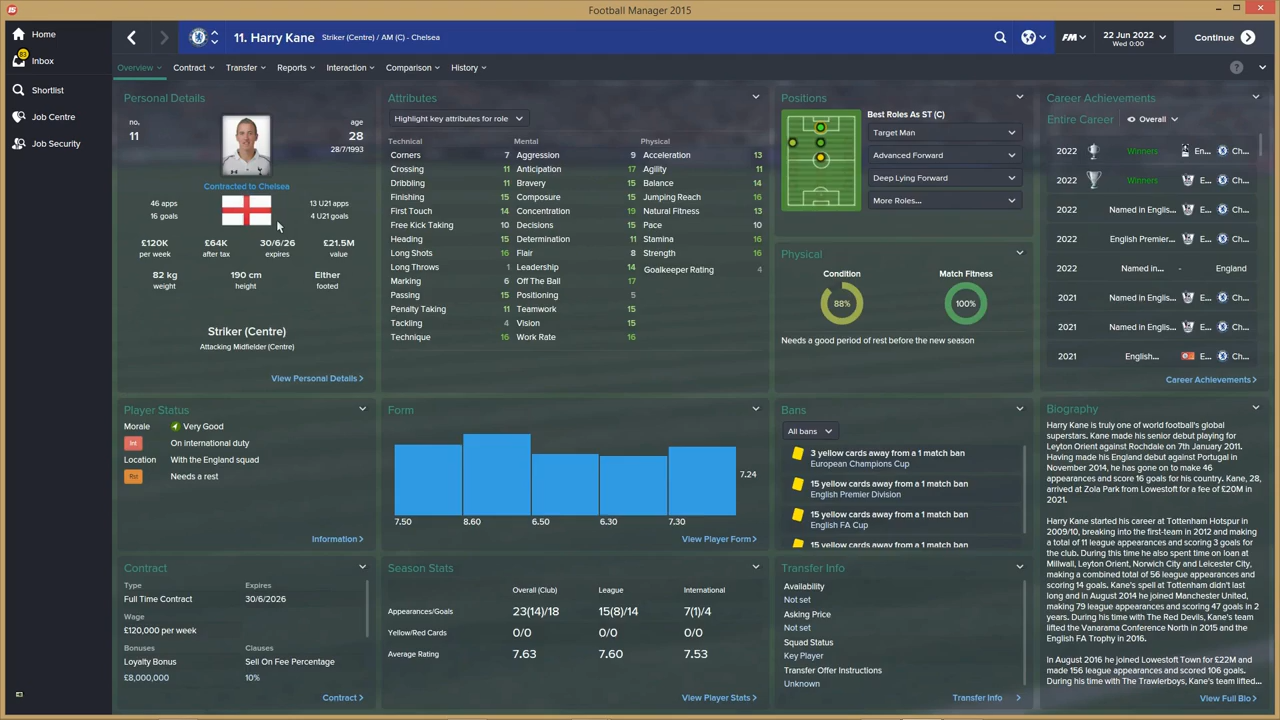 Football Manager 2015
Home
Inbox
Shortlist
Job Centre
Job Security
11. Harry Kane
Striker (Centre) / AM (C) - Chelsea
FM
22 Jun 2022
Wed 0:00
Continue
Overview
Contract
Transfer
Reports
Interaction
Comparison
History
Personal Details
no.
11
age
28
28/7/1993
Contracted to Chelsea
46 apps
16 goals
13 U21 apps
4 U21 goals
£120K
per week
£64K
after tax
30/6/26
expires
£21.5M
value
82 kg
weight
190 cm
height
Either
footed
Striker (Centre)
Attacking Midfielder (Centre)
View Personal Details >
Attributes
Highlight key attributes for role
Technical Mental Physical
Corners 7 Aggression 9 Acceleration 13
Crossing 11 Anticipation 17 Agility 11
Dribbling 11 Bravery 15 Balance 14
Finishing 15 Composure 15 Jumping Reach 16
First Touch 14 Concentration 19 Natural Fitness 13
Free Kick Taking 10 Decisions 15 Pace 10
Heading 15 Determination 11 Stamina 16
Long Shots 16 Flair 8 Strength 16
Long Throws 1 Leadership 14 Goalkeeper Rating 4
Marking 6 Off The Ball 17
Passing 15 Positioning 5
Penalty Taking 11 Teamwork 15
Tackling 4 Vision 15
Technique 16 Work Rate 16
Positions
Best Roles As ST (C)
Target Man
Advanced Forward
Deep Lying Forward
More Roles...
Physical
Condition
88%
Match Fitness
100%
Needs a good period of rest before the new season
Career Achievements
Entire Career
Overall
2022 Winners En... Ch...
2022 Winners E... Ch...
2022 Named in Englis... E... Ch...
2022 English Premier... E... Ch...
2022 Named in... - England
2021 Named in Englis... E... Ch...
2021 Named in Englis... E... Ch...
2021 English... E... Ch...
Career Achievements >
Player Status
Morale Very Good
Int On international duty
Location With the England squad
Rst Needs a rest
Information >
Form
7.50 8.60 6.50 6.30 7.30
7.24
View Player Form >
Bans
All bans
3 yellow cards away from a 1 match ban
European Champions Cup
15 yellow cards away from a 1 match ban
English Premier Division
15 yellow cards away from a 1 match ban
English FA Cup
15 yellow cards away from a 1 match ban
Biography
Harry Kane is truly one of world football's global
superstars. Kane made his senior debut playing for
Leyton Orient against Rochdale on 7th January 2011.
Having made his England debut against Portugal in
November 2014, he has gone on to make 46
appearances and score 16 goals for his country. Kane, 28,
arrived at Zola Park from Lowestoft for a fee of £20M in
2021.
Harry Kane started his career at Tottenham Hotspur in
2009/10, breaking into the first-team in 2012 and making
a total of 11 league appearances and scoring 3 goals for
the club. During this time he also spent time on loan at
Millwall, Leyton Orient, Norwich City and Leicester City,
making a combined total of 56 league appearances and
scoring 14 goals. Kane's spell at Tottenham didn't last
long and in August 2014 he joined Manchester United,
making 79 league appearances and scoring 47 goals in 2
years. During his time with The Red Devils, Kane's team
lifted the Vanarama Conference North in 2015 and the
English FA Trophy in 2016.
In August 2016 he joined Lowestoft Town for £22M and
made 156 league appearances and scored 106 goals.
During his time with The Trawlerboys, Kane's team lifted...
View Full Bio >
Contract
Type
Full Time Contract
Expires
30/6/2026
Wage
£120,000 per week
Bonuses
Loyalty Bonus
£8,000,000
Clauses
Sell On Fee Percentage
10%
Contract >
Season Stats
Overall (Club) League International
Appearances/Goals 23(14)/18 15(8)/14 7(1)/4
Yellow/Red Cards 0/0 0/0 0/0
Average Rating 7.63 7.60 7.53
View Player Stats >
Transfer Info
Availability
Not set
Asking Price
Not set
Squad Status
Key Player
Transfer Offer Instructions
Unknown
Transfer Info >